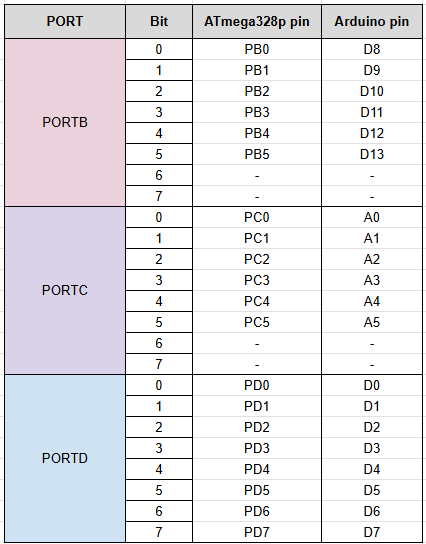 PORT Bit ATmega328p pin Arduino pin
PORTB 0 PB0 D8
1 PB1 D9
2 PB2 D10
3 PB3 D11
4 PB4 D12
5 PB5 D13
6 - -
7 - -
PORTC 0 PC0 A0
1 PC1 A1
2 PC2 A2
3 PC3 A3
4 PC4 A4
5 PC5 A5
6 - -
7 - -
PORTD 0 PD0 D0
1 PD1 D1
2 PD2 D2
3 PD3 D3
4 PD4 D4
5 PD5 D5
6 PD6 D6
7 PD7 D7